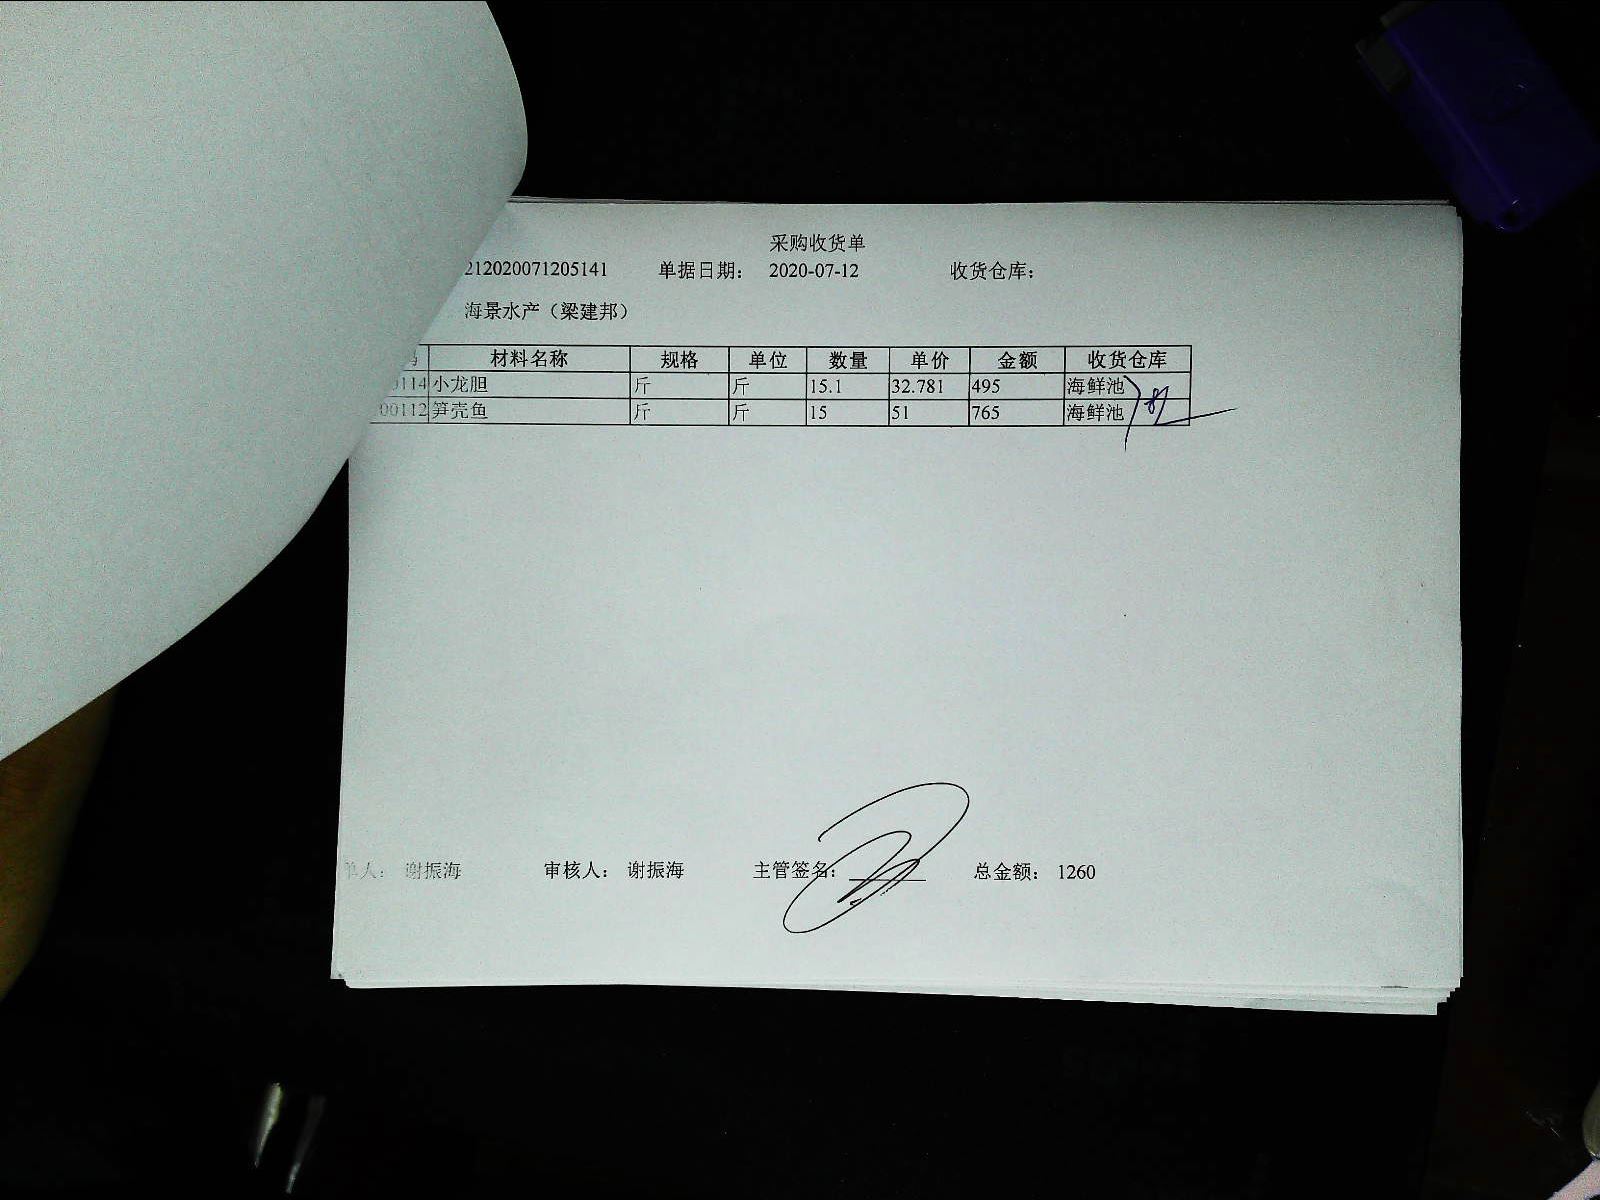 采购收货单
212020071205141 单据日期： 2020-07-12 收货仓库：
海景水产（梁建邦）
材料名称 规格 单位 数量 单价 金额 收货仓库
0114 小龙胆 斤 斤 15.1 32.781 495 海鲜池
00112 笋壳鱼 斤 斤 15 51 765 海鲜池
单人： 谢振海 审核人： 谢振海 主管签名： 总金额： 1260